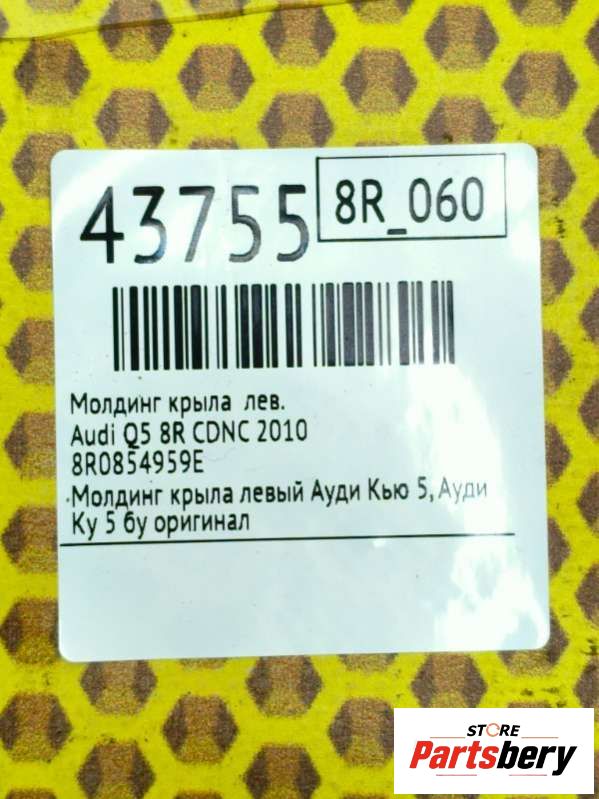 43755
8R_060
Молдинг крыла лев.
Audi Q5 8R CDNC 2010
8R0854959E
Молдинг крыла левый Ауди Кью 5, Ауди
Ку 5 бу оригинал
STORE
Partsbery